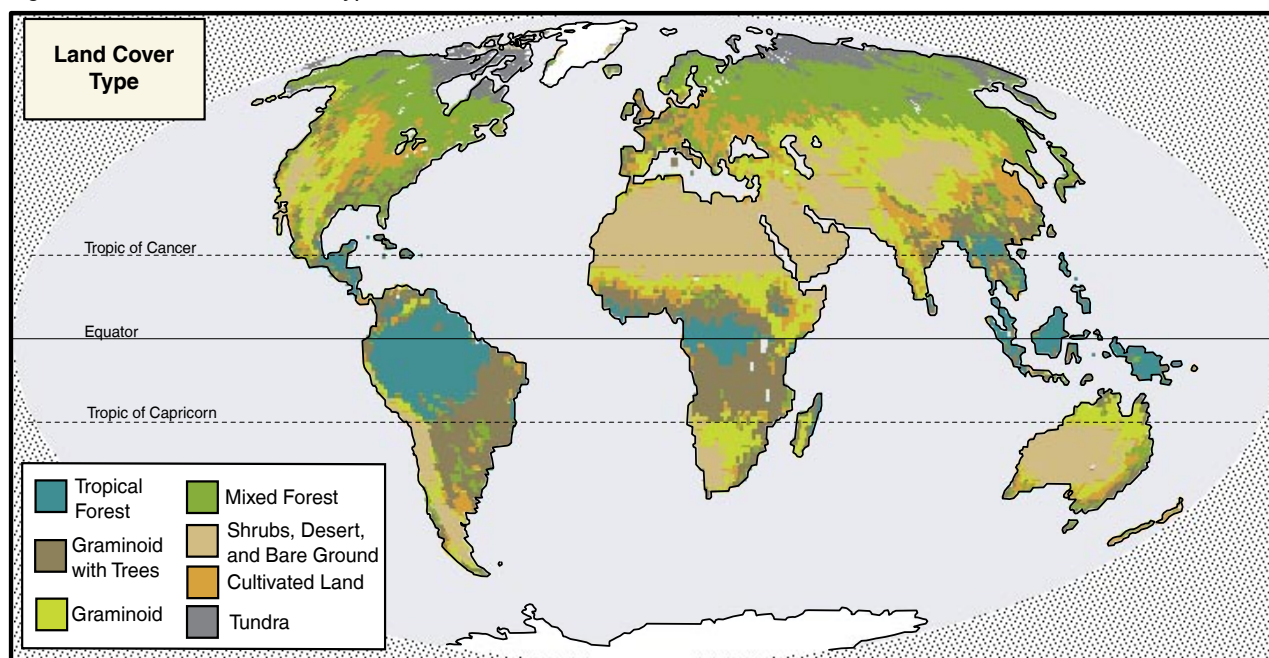 Land Cover
Type
Tropic of Cancer
Equator
Tropic of Capricorn
Tropical
Forest
Graminoid
with Trees
Graminoid
Mixed Forest
Shrubs, Desert,
and Bare Ground
Cultivated Land
Tundra